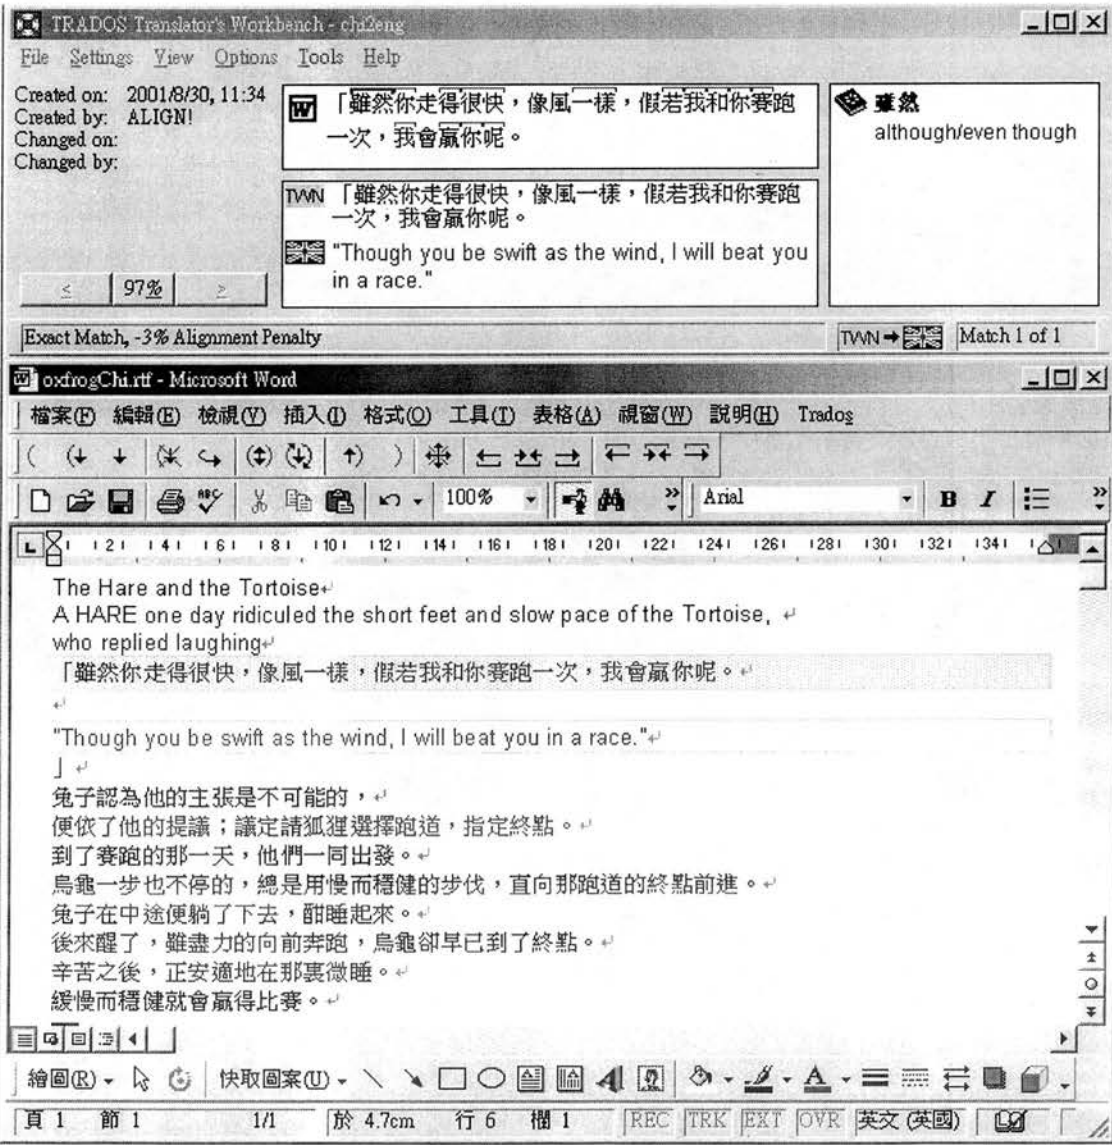 TRADOS Translator's Workbench - chi2eng
File Settings View Options Tools Help
Created on: 2001/8/30, 11:34
Created by: ALIGN!
Changed on:
Changed by:
「雖然你走得很快，像風一樣，假若我和你賽跑
一次，我會贏你呢。
雖然
although/even though
TWN 「雖然你走得很快，像風一樣，假若我和你賽跑
一次，我會贏你呢。
"Though you be swift as the wind, I will beat you
in a race."
< 97% >
Exact Match, -3% Alignment Penalty TWN Match 1 of 1
oxfrogChi.rtf - Microsoft Word
檔案(F) 編輯(E) 檢視(V) 插入(I) 格式(O) 工具(T) 表格(A) 視窗(W) 說明(H) Trados
100% Arial B I
2 4 6 8 10 12 14 16 18 20 22 24 26 28 30 32 34
The Hare and the Tortoise
A HARE one day ridiculed the short feet and slow pace of the Tortoise,
who replied laughing
「雖然你走得很快，像風一樣，假若我和你賽跑一次，我會贏你呢。
"Though you be swift as the wind, I will beat you in a race."
」
兔子認為他的主張是不可能的，
便依了他的提議；議定請狐狸選擇跑道，指定終點。
到了賽跑的那一天，他們一同出發。
烏龜一步也不停的，總是用慢而穩健的步伐，直向那跑道的終點前進。
兔子在中途便躺了下去，酣睡起來。
後來醒了，雖盡力的向前奔跑，烏龜卻早已到了終點。
辛苦之後，正安適地在那裏微睡。
緩慢而穩健就會贏得比賽。
繪圖(R) 快取圖案(U)
頁 1 節 1 1/1 於 4.7cm 行 6 欄 1 REC TRK EXT OVR 英文 (英國)